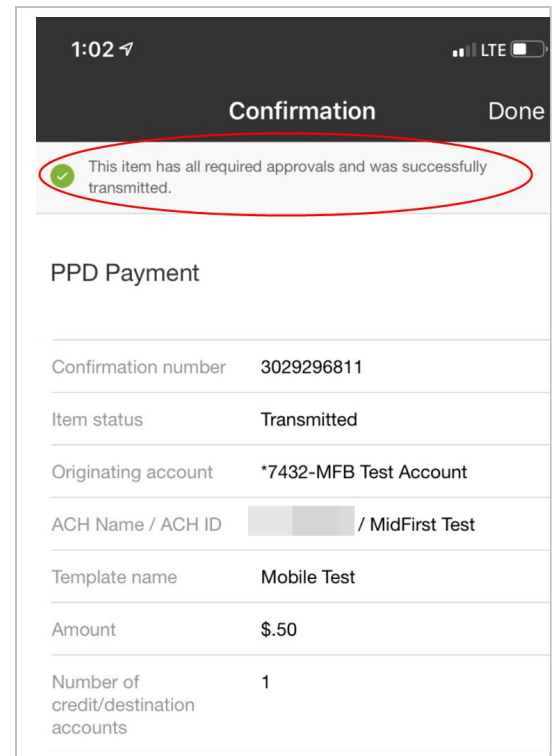 1:02
LTE
Confirmation
Done
This item has all required approvals and was successfully
transmitted.
PPD Payment
Confirmation number 3029296811
Item status Transmitted
Originating account *7432-MFB Test Account
ACH Name / ACH ID / MidFirst Test
Template name Mobile Test
Amount $.50
Number of 1
credit/destination
accounts